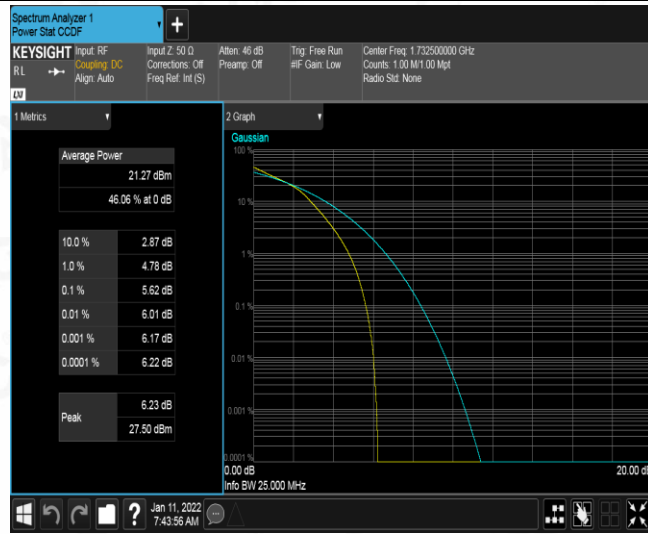 Spectrum Analyzer 1
Power Stat CCDF
+
KEYSIGHT
RL
LXI
Input: RF
Coupling: DC
Align: Auto
Input Z: 50 Ω
Corrections: Off
Freq Ref: Int (S)
Atten: 46 dB
Preamp: Off
Trig: Free Run
#IF Gain: Low
Center Freq: 1.732500000 GHz
Counts: 1.00 M/1.00 Mpt
Radio Std: None
1 Metrics
Average Power
21.27 dBm
46.06 % at 0 dB
10.0 % 2.87 dB
1.0 % 4.78 dB
0.1 % 5.62 dB
0.01 % 6.01 dB
0.001 % 6.17 dB
0.0001 % 6.22 dB
Peak
6.23 dB
27.50 dBm
2 Graph
Gaussian
100 %
10 %
1 %
0.1 %
0.01 %
0.001 %
0.0001 %
0.00 dB
20.00 dB
Info BW 25.000 MHz
?
Jan 11, 2022
7:43:56 AM